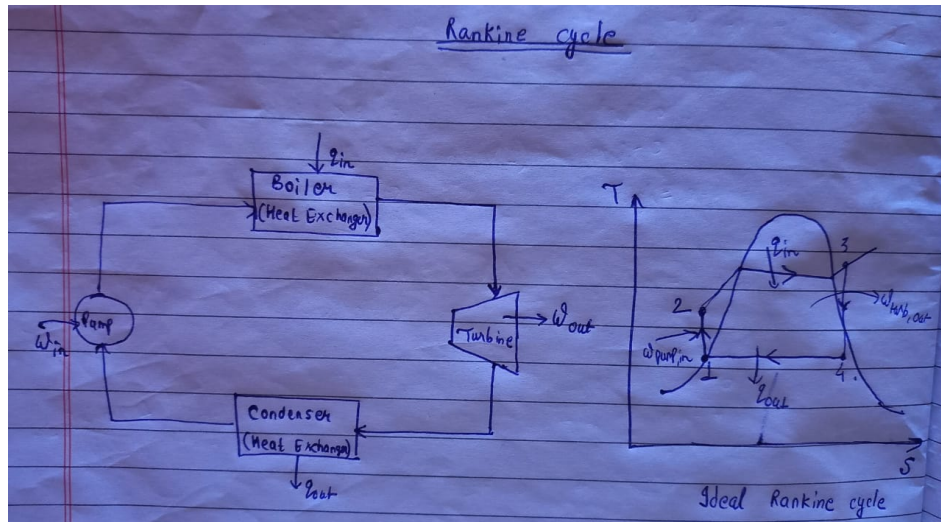 Rankine cycle
qin
Boiler
(Heat Exchanger)
Pump
Win
Turbine
Wout
Condenser
(Heat Exchanger)
qout
T
3
qin
2
Wturb,out
Wpump,in
1
4
qout
S
Ideal Rankine cycle